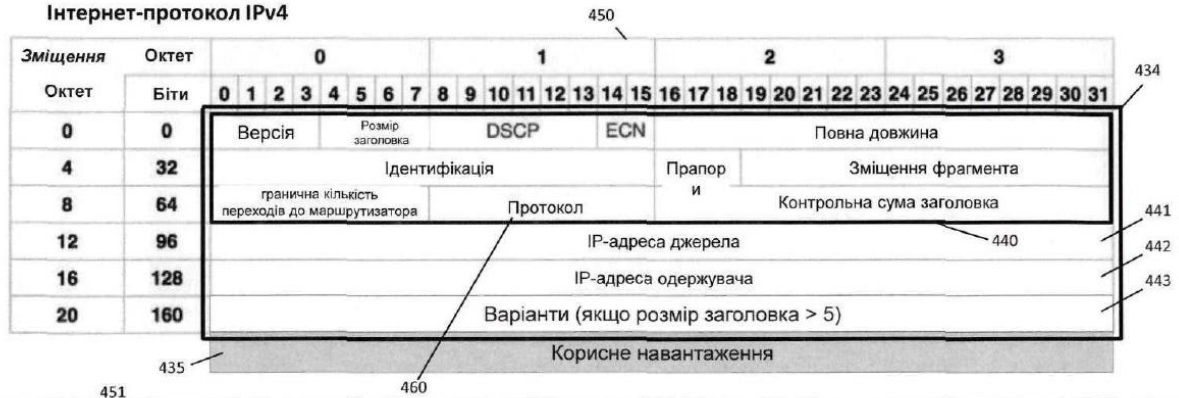 Інтернет-протокол IPv4
450
Зміщення Октет 0 1 2 3
434
Октет Біти 0 1 2 3 4 5 6 7 8 9 10 11 12 13 14 15 16 17 18 19 20 21 22 23 24 25 26 27 28 29 30 31
0 0 Версія Розмір заголовка DSCP ECN Повна довжина
4 32 Ідентифікація Прапор и Зміщення фрагмента
8 64 гранична кількість переходів до маршрутизатора Протокол Контрольна сума заголовка
441
12 96 IP-адреса джерела 440
442
16 128 IP-адреса одержувача
443
20 160 Варіанти (якщо розмір заголовка > 5)
435 Корисне навантаження
451 460